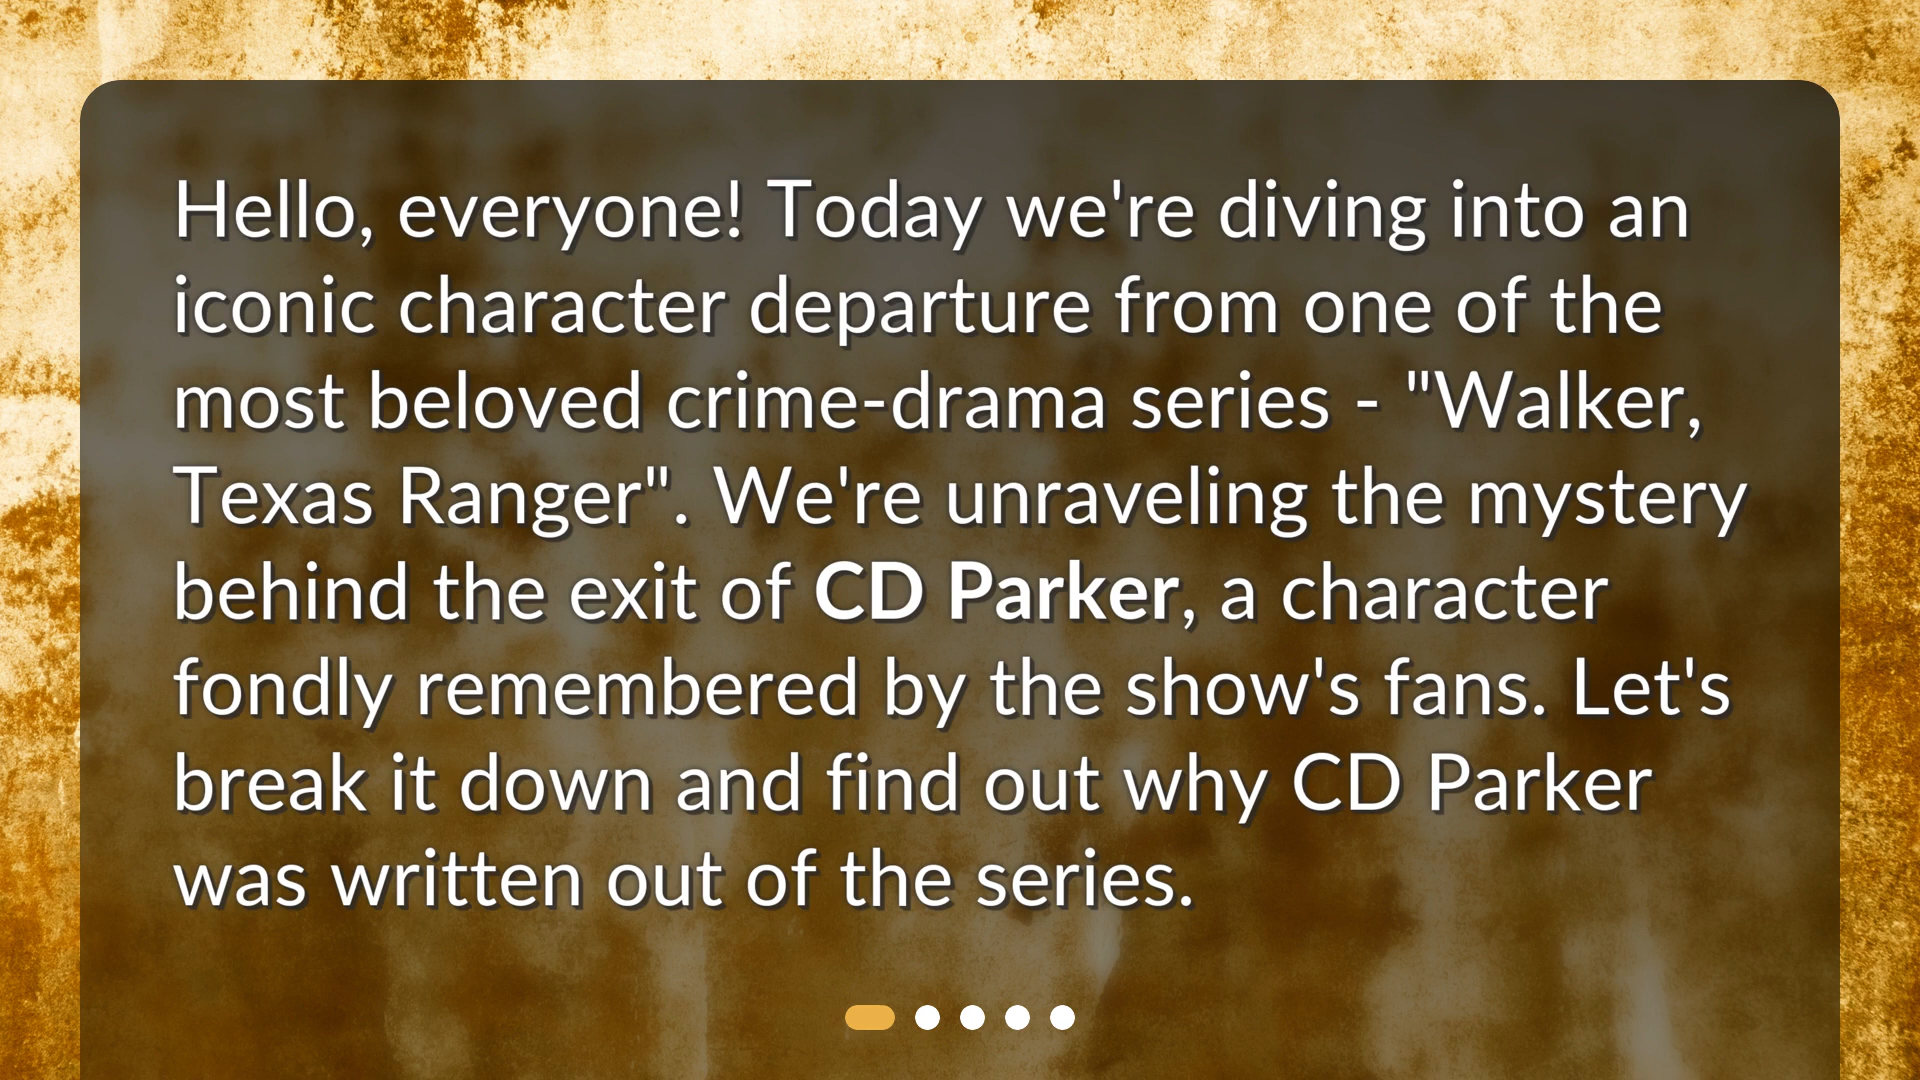 Hello, everyone! Today we're diving into an
iconic character departure from one of the
most beloved crime-drama series - "Walker,
Texas Ranger". We're unraveling the mystery
behind the exit of CD Parker, a character
fondly remembered by the show's fans. Let's
break it down and find out why CD Parker
was written out of the series.